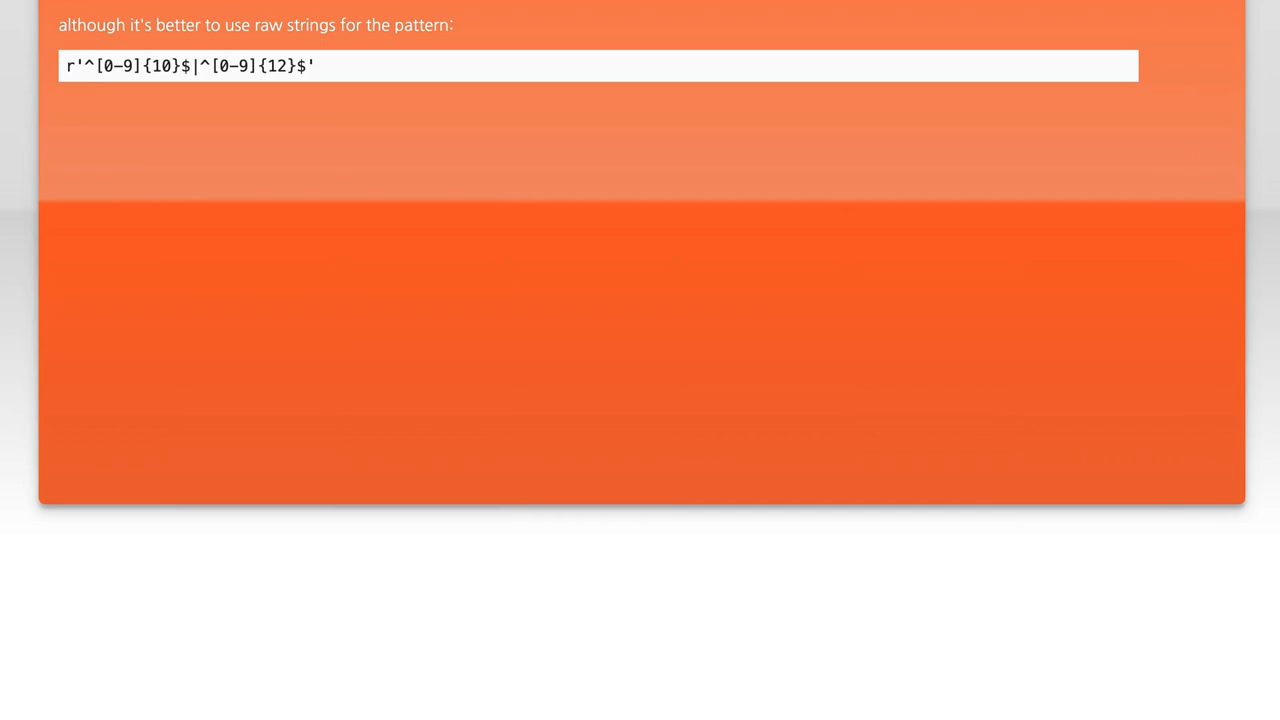 although it's better to use raw strings for the pattern:
r'^[0-9]{10}$|^[0-9]{12}$'